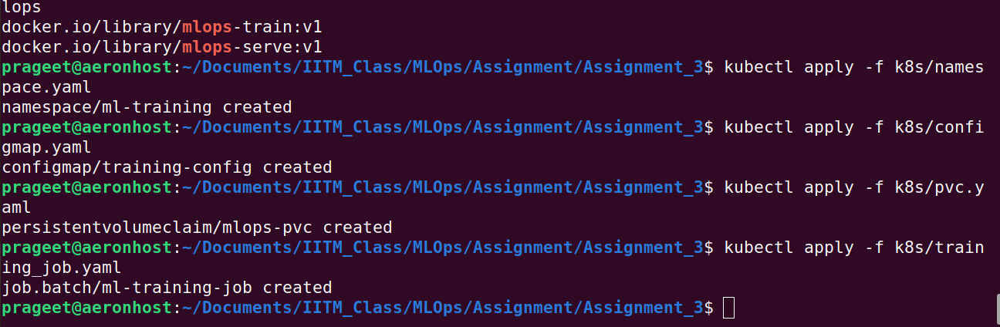 lops
docker.io/library/mlops-train:v1
docker.io/library/mlops-serve:v1
prageet@aeronhost:~/Documents/IITM_Class/MLOps/Assignment/Assignment_3$ kubectl apply -f k8s/names
pace.yaml
namespace/ml-training created
prageet@aeronhost:~/Documents/IITM_Class/MLOps/Assignment/Assignment_3$ kubectl apply -f k8s/confi
gmap.yaml
configmap/training-config created
prageet@aeronhost:~/Documents/IITM_Class/MLOps/Assignment/Assignment_3$ kubectl apply -f k8s/pvc.y
aml
persistentvolumeclaim/mlops-pvc created
prageet@aeronhost:~/Documents/IITM_Class/MLOps/Assignment/Assignment_3$ kubectl apply -f k8s/train
ing_job.yaml
job.batch/ml-training-job created
prageet@aeronhost:~/Documents/IITM_Class/MLOps/Assignment/Assignment_3$